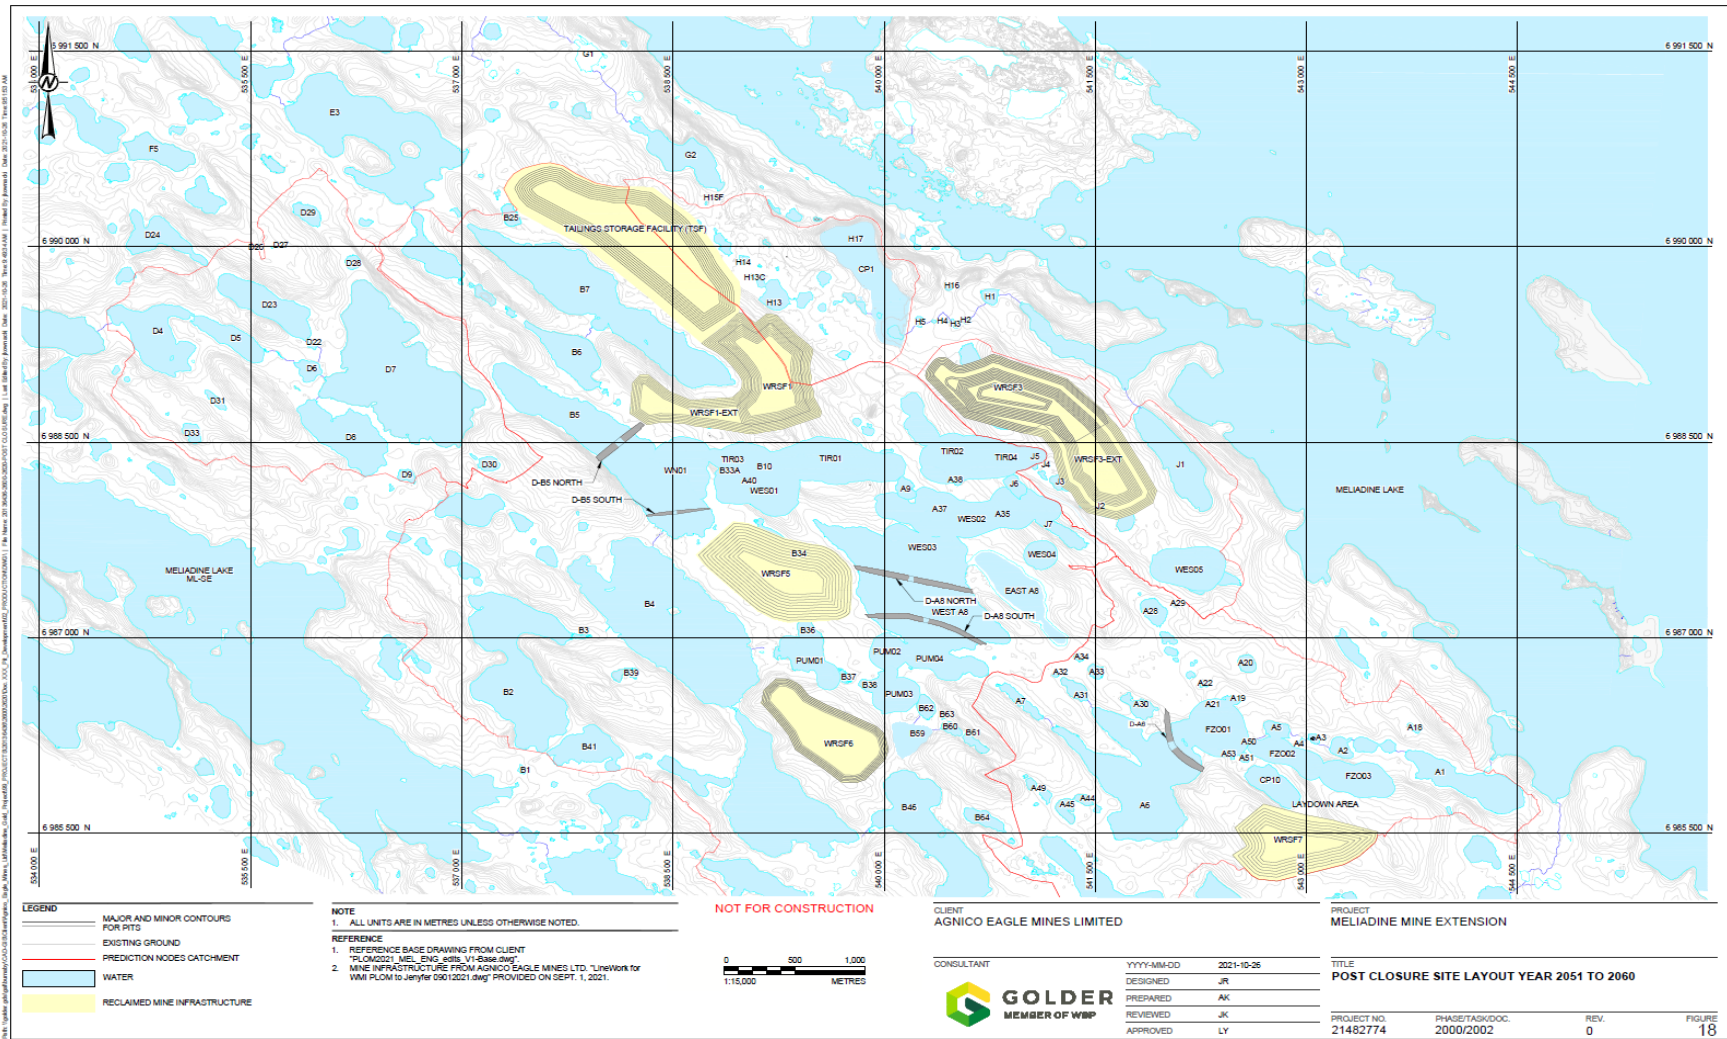 6 991 500 N
6 991 500 N
534 000 E
535 500 E
537 000 E
538 500 E
540 000 E
541 500 E
543 000 E
544 500 E
N
G1
E3
F5
G2
H15F
D29
B25
D24
TAILINGS STORAGE FACILITY (TSF)
H17
6 990 000 N
D26
D27
6 990 000 N
D28
H14
CP1
H13C
B7
H16
H1
D23
H13
H5
H4
H3
H2
D4
D5
D22
B6
D6
D7
WRSF1
WRSF3
D31
WRSF1-EXT
B5
D33
D8
6 988 500 N
6 988 500 N
TIR03
TIR01
TIR02
TIR04
J5
WRSF3-EXT
D30
WN01
B33A
B10
J4
J1
D9
A40
A38
J3
D-B5 NORTH
WES01
A9
J6
MELIADINE LAKE
D-B5 SOUTH
A37
WES02
A35
J2
J7
B34
WES03
WES04
MELIADINE LAKE
ML-SE
WRSF5
WES05
EAST A8
D-A8 NORTH
B4
WEST A8
A28
A29
D-A8 SOUTH
6 987 000 N
B3
B36
6 987 000 N
PUM01
PUM02
PUM04
A34
A20
B39
B37
B38
A32
A33
A22
B2
PUM03
A7
A31
A30
A21
A19
B62
B63
D-A6
B59
B60
B61
FZO01
A5
A18
B41
WRSF6
A50
A4
A3
A2
A53
A51
FZO02
B1
CP10
FZO03
A1
A49
B46
A45
A44
A6
LAYDOWN AREA
B64
6 985 500 N
6 985 500 N
WRSF7
534 000 E
535 500 E
537 000 E
538 500 E
540 000 E
541 500 E
543 000 E
544 500 E
LEGEND
MAJOR AND MINOR CONTOURS
FOR PITS
EXISTING GROUND
PREDICTION NODES CATCHMENT
WATER
RECLAIMED MINE INFRASTRUCTURE
NOTE
1. ALL UNITS ARE IN METRES UNLESS OTHERWISE NOTED.
REFERENCE
1. REFERENCE BASE DRAWING FROM CLIENT
"PLOM2021_MEL_ENG_edits_V1-Base.dwg".
2. MINE INFRASTRUCTURE FROM AGNICO EAGLE MINES LTD. "LineWork for
WMI PLOM to Jenyfer 09012021.dwg" PROVIDED ON SEPT. 1, 2021.
NOT FOR CONSTRUCTION
0 500 1,000
1:15,000 METRES
CLIENT
AGNICO EAGLE MINES LIMITED
CONSULTANT
GOLDER
MEMBER OF WSP
YYYY-MM-DD 2021-10-26
DESIGNED JR
PREPARED AK
REVIEWED JK
APPROVED LY
PROJECT
MELIADINE MINE EXTENSION
TITLE
POST CLOSURE SITE LAYOUT YEAR 2051 TO 2060
PROJECT NO. PHASE/TASK/DOC. REV. FIGURE
21482774 2000/2002 0 18